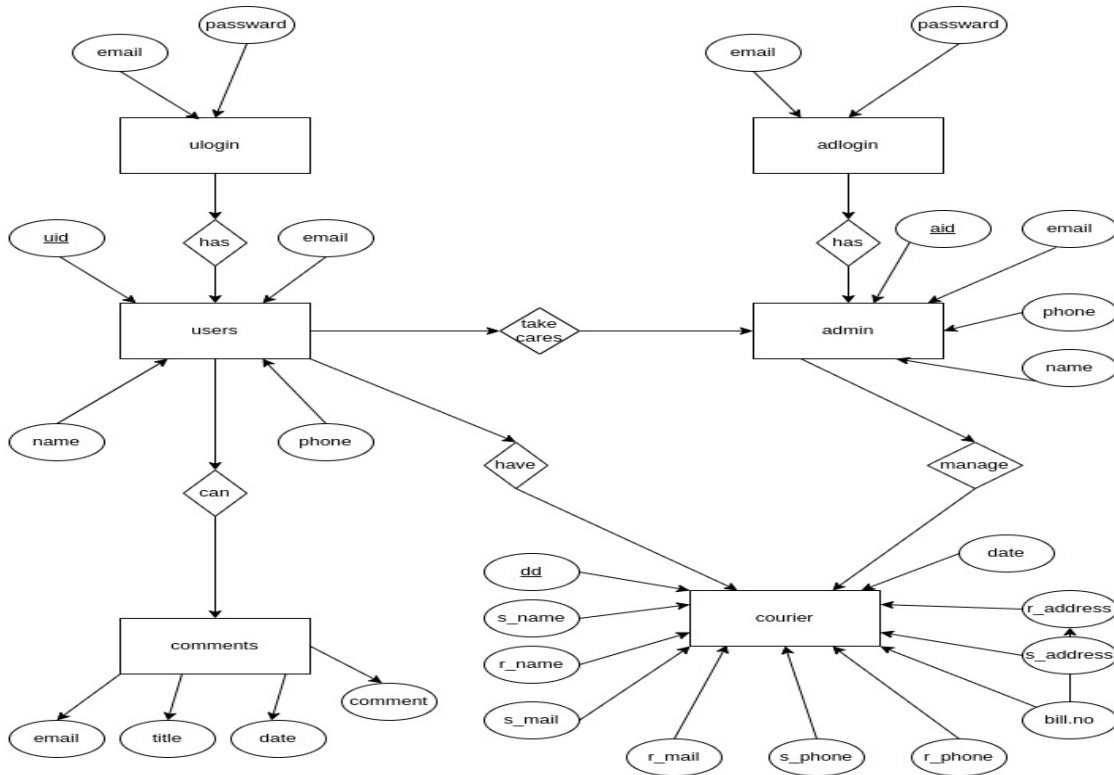 passward
email
passward
email
ulogin
adlogin
uid
has
email
has
aid
email
users
take
cares
admin
phone
name
name
phone
have
manage
can
date
dd
r_address
s_name
courier
comments
s_address
r_name
comment
s_mail
bill.no
email
title
date
r_mail
s_phone
r_phone